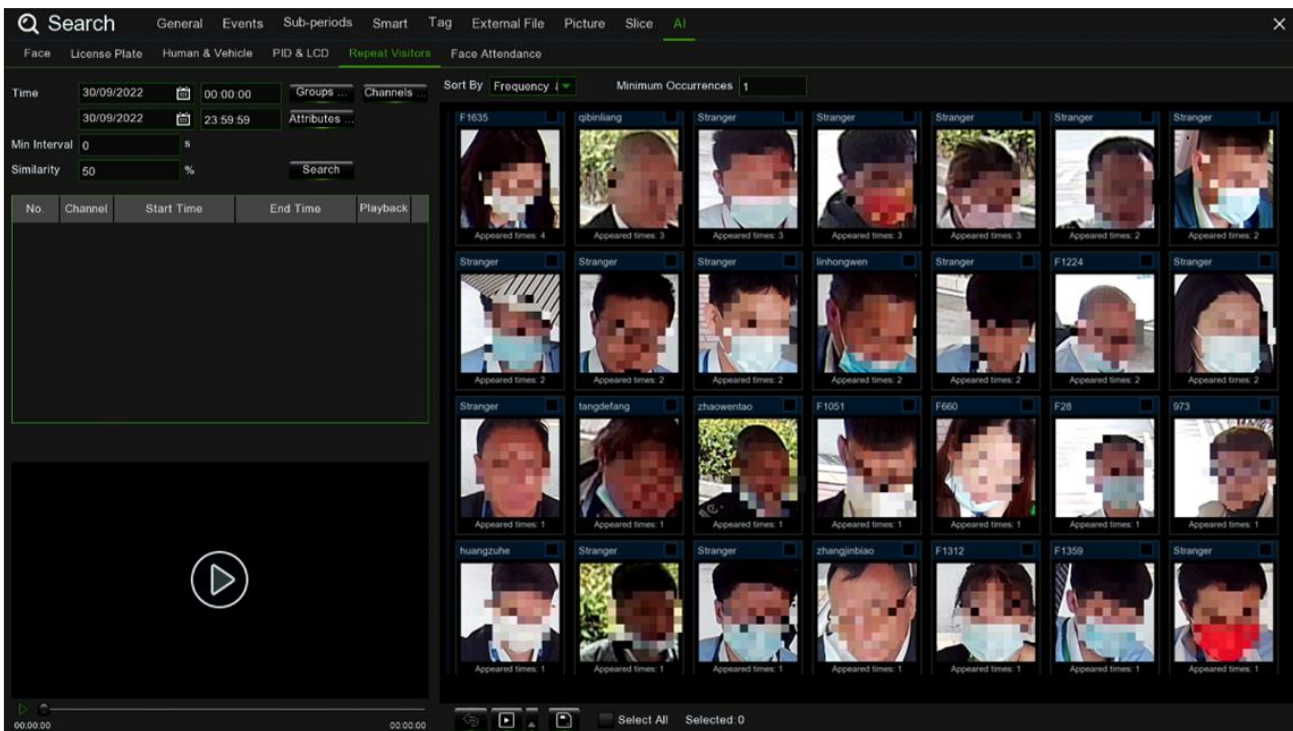 Search General Events Sub-periods Smart Tag External File Picture Slice AI
Face License Plate Human & Vehicle PID & LCD Repeat Visitors Face Attendance
Time 30/09/2022 00:00:00 Groups ... Channels ...
30/09/2022 23:59:59 Attributes ...
Min Interval 0 s
Similarity 50 % Search
No. Channel Start Time End Time Playback
00:00:00 00:00:00
Sort By Frequency Minimum Occurrences 1
F1635 qibinliang Stranger Stranger Stranger Stranger Stranger
Appeared times: 4 Appeared times: 3 Appeared times: 3 Appeared times: 3 Appeared times: 3 Appeared times: 2 Appeared times: 2
Stranger Stranger Stranger linhongwen Stranger F1224 Stranger
Appeared times: 2 Appeared times: 2 Appeared times: 2 Appeared times: 2 Appeared times: 2 Appeared times: 2 Appeared times: 2
Stranger tangdefang zhaowentao F1051 F660 F28 973
Appeared times: 1 Appeared times: 1 Appeared times: 1 Appeared times: 1 Appeared times: 1 Appeared times: 1 Appeared times: 1
huangzuhe Stranger Stranger zhangjinbiao F1312 F1359 Stranger
Appeared times: 1 Appeared times: 1 Appeared times: 1 Appeared times: 1 Appeared times: 1 Appeared times: 1 Appeared times: 1
Select All Selected:0